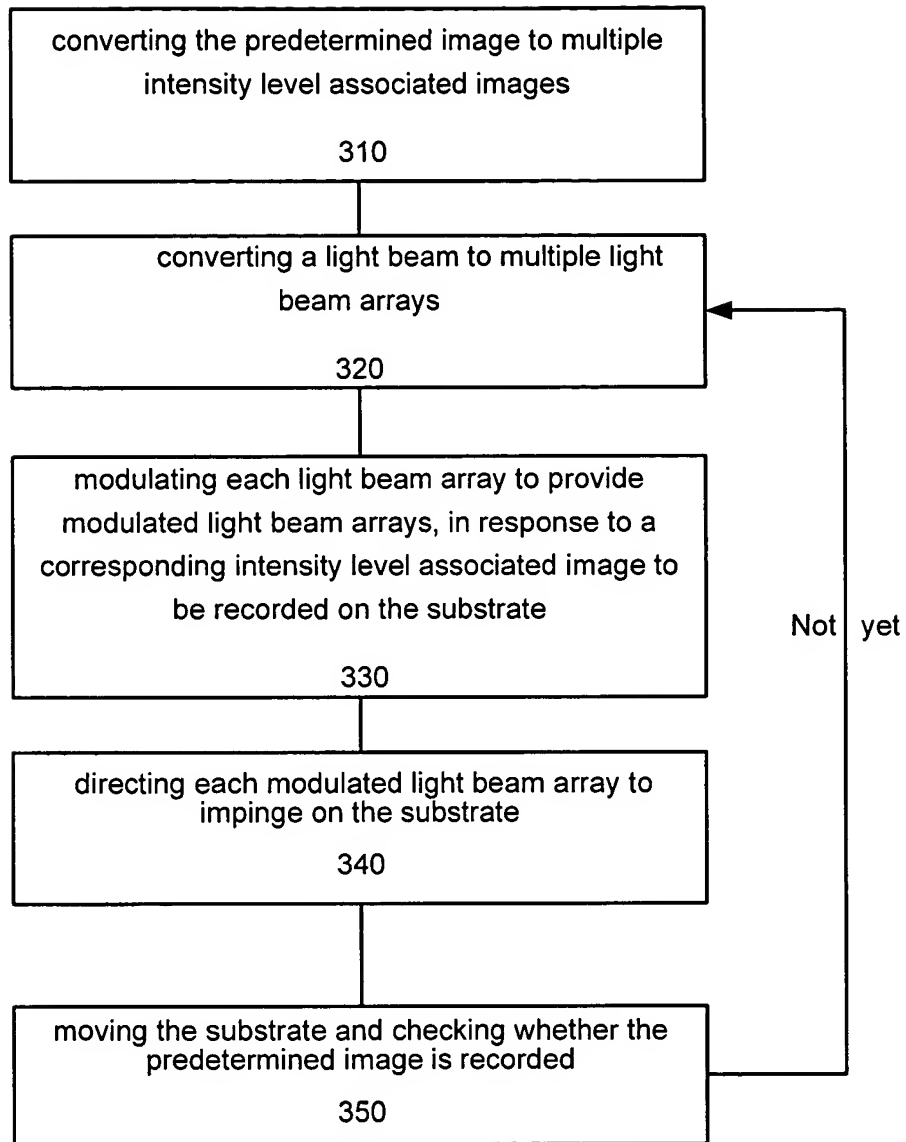 converting the predetermined image to multiple
intensity level associated images
310
converting a light beam to multiple light
beam arrays
320
modulating each light beam array to provide
modulated light beam arrays, in response to a
corresponding intensity level associated image to
be recorded on the substrate
330
Not yet
directing each modulated light beam array to
impinge on the substrate
340
moving the substrate and checking whether the
predetermined image is recorded
350